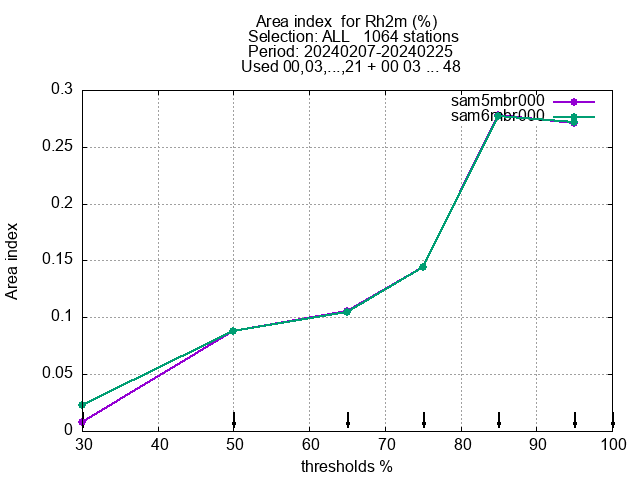 Area index  for Rh2m (%)
Selection: ALL   1064 stations
Period: 20240207-20240225
Used 00,03,...,21 + 00 03 ... 48
0.3
sam5mbr000
sam6mbr000
0.25
0.2
0.15
0.1
0.05
0
Area index
30 40 50 60 70 80 90 100
thresholds %